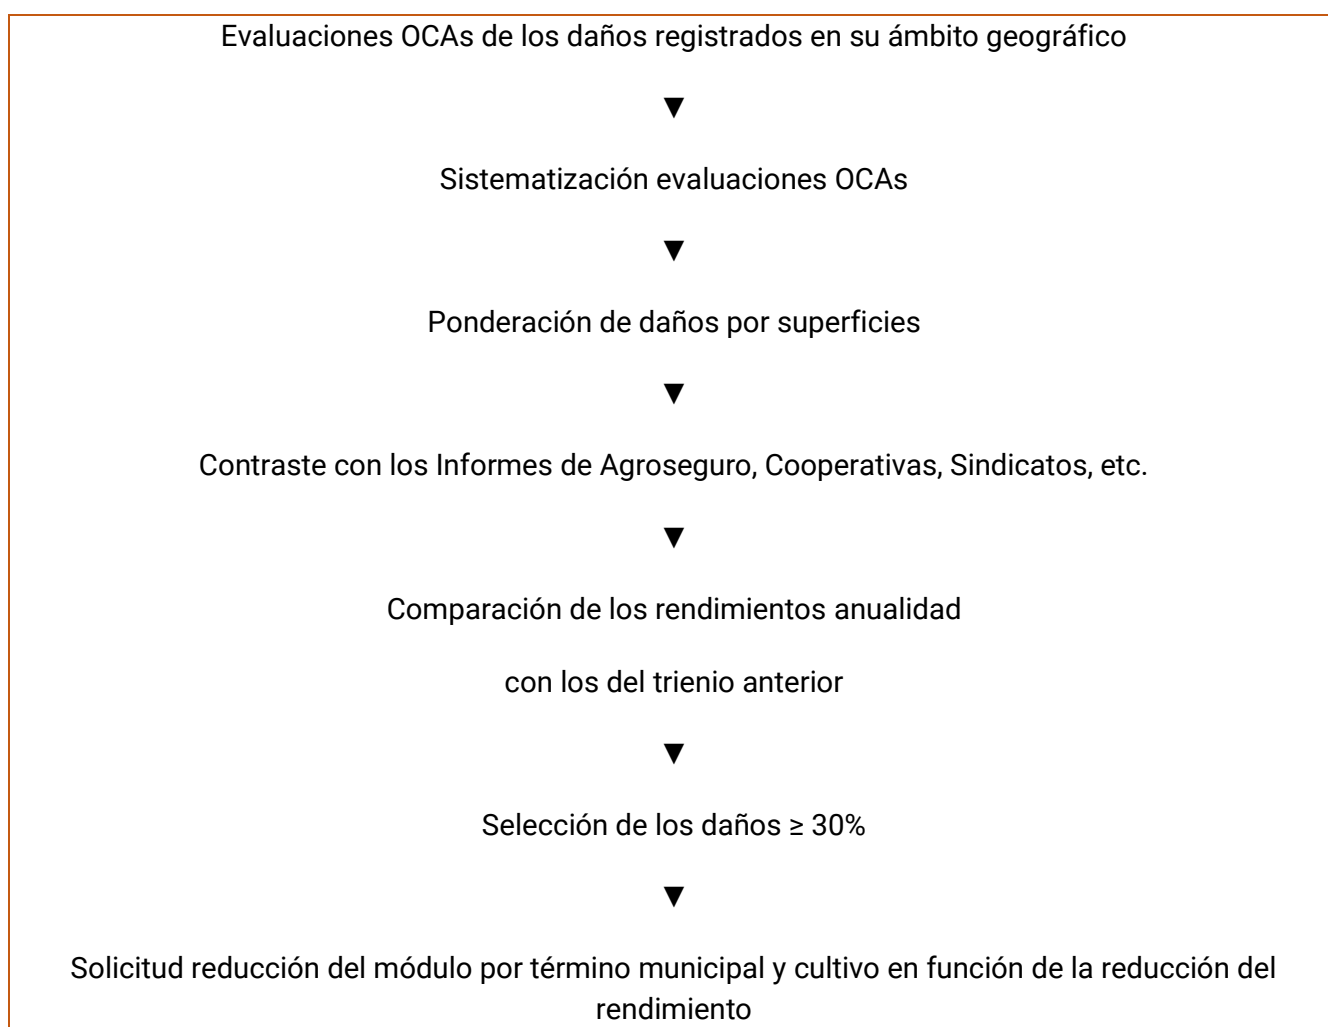 Evaluaciones OCAs de los daños registrados en su ámbito geográfico
▼
Sistematización evaluaciones OCAs
▼
Ponderación de daños por superficies
▼
Contraste con los Informes de Agroseguro, Cooperativas, Sindicatos, etc.
▼
Comparación de los rendimientos anualidad
con los del trienio anterior
▼
Selección de los daños ≥ 30%
▼
Solicitud reducción del módulo por término municipal y cultivo en función de la reducción del
rendimiento